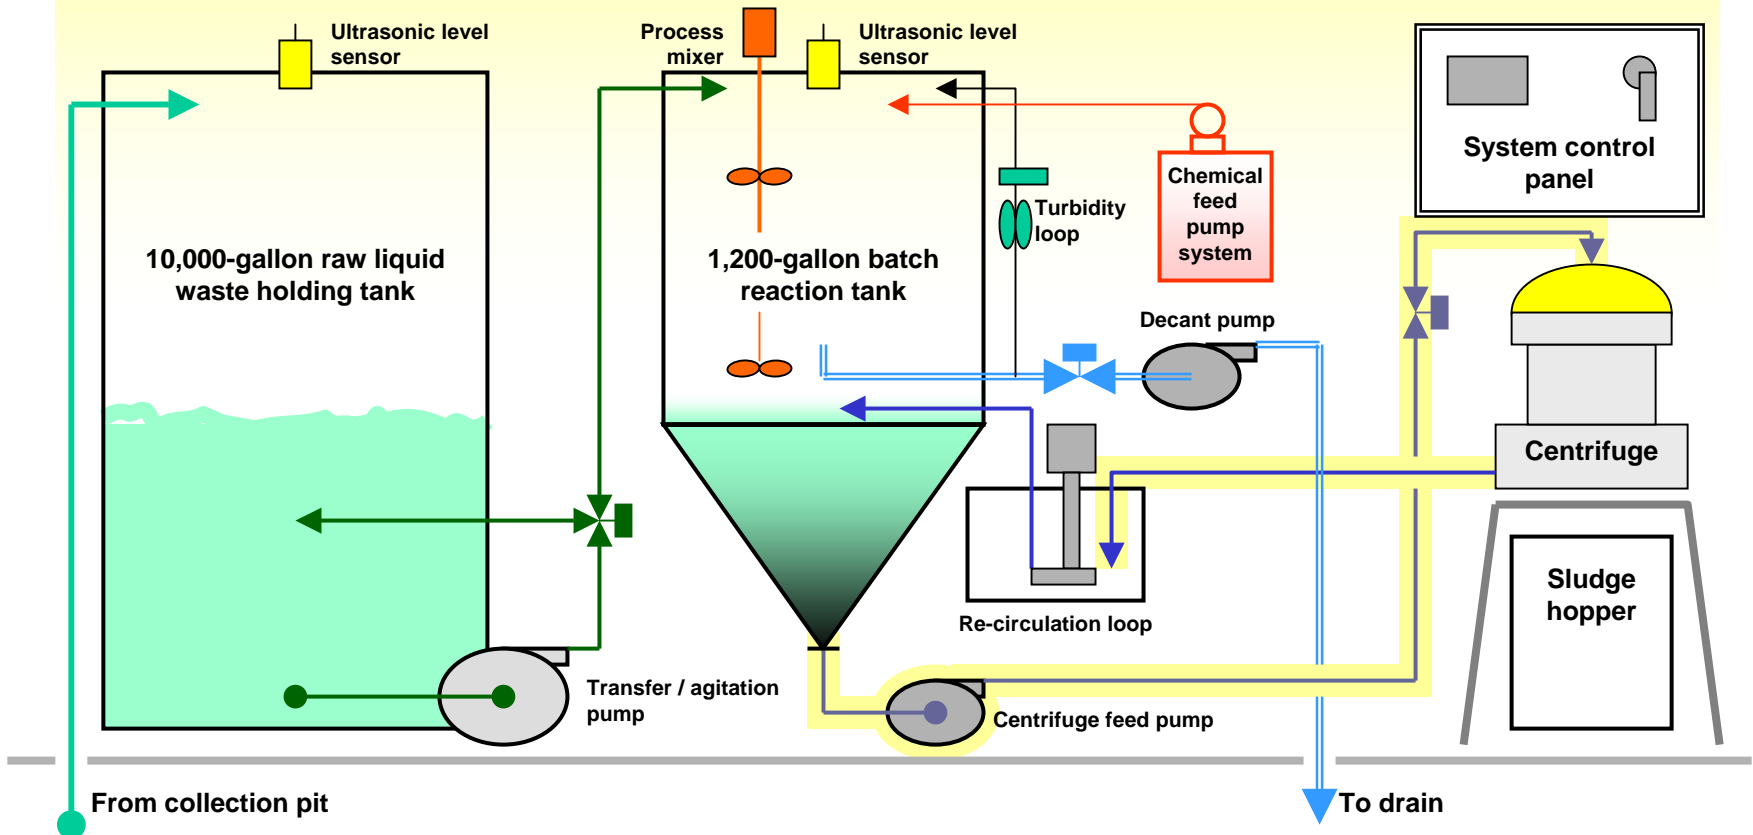 Ultrasonic level
sensor
Process
mixer
Ultrasonic level
sensor
System control
panel
Chemical
feed
pump
system
Turbidity
loop
10,000-gallon raw liquid
waste holding tank
1,200-gallon batch
reaction tank
Decant pump
Centrifuge
Sludge
hopper
Re-circulation loop
Transfer / agitation
pump
Centrifuge feed pump
From collection pit
To drain